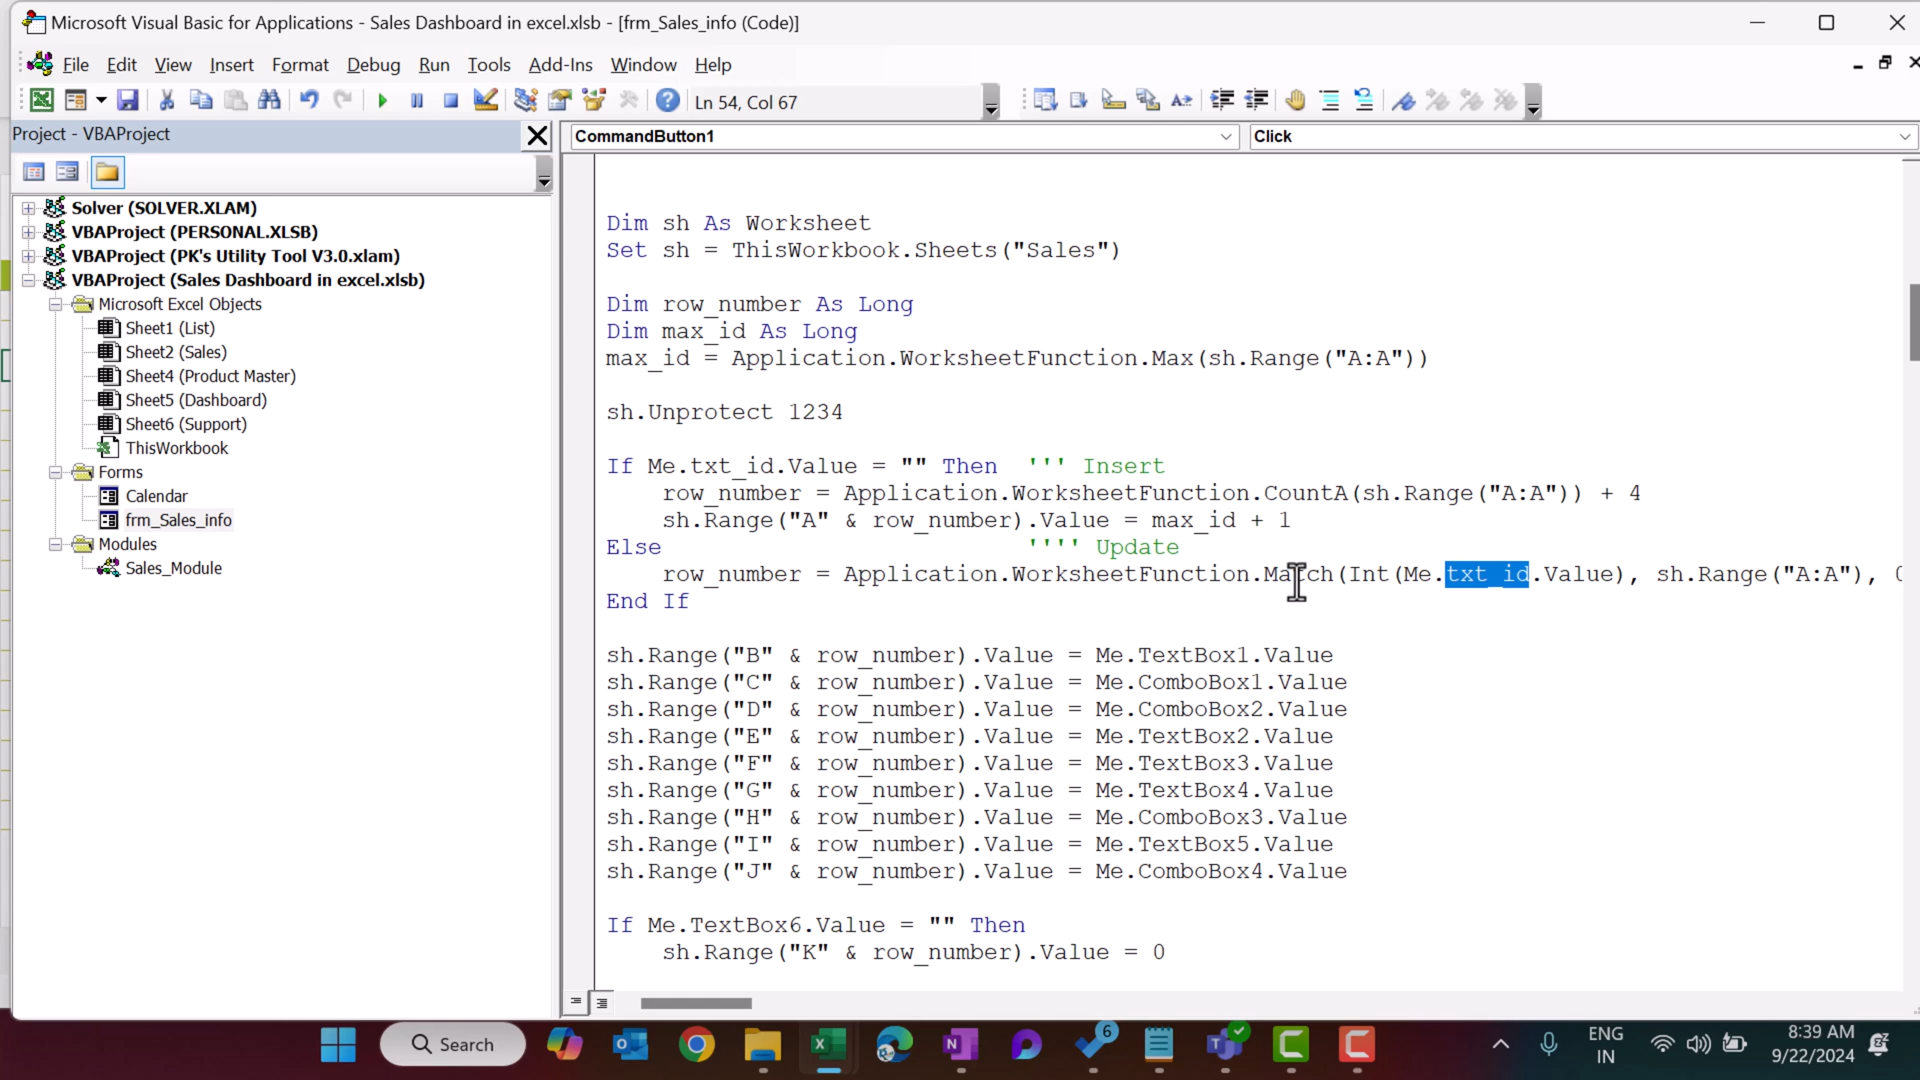 Microsoft Visual Basic for Applications - Sales Dashboard in excel.xlsb - [frm_Sales_info (Code)]
File Edit View Insert Format Debug Run Tools Add-Ins Window Help
Ln 54, Col 67
Project - VBAProject
CommandButton1
Click
Solver (SOLVER.XLAM)
VBAProject (PERSONAL.XLSB)
VBAProject (PK's Utility Tool V3.0.xlam)
VBAProject (Sales Dashboard in excel.xlsb)
Microsoft Excel Objects
Sheet1 (List)
Sheet2 (Sales)
Sheet4 (Product Master)
Sheet5 (Dashboard)
Sheet6 (Support)
ThisWorkbook
Forms
Calendar
frm_Sales_info
Modules
Sales_Module
Dim sh As Worksheet
Set sh = ThisWorkbook.Sheets("Sales")
Dim row_number As Long
Dim max_id As Long
max_id = Application.WorksheetFunction.Max(sh.Range("A:A"))
sh.Unprotect 1234
If Me.txt_id.Value = "" Then ''' Insert
row_number = Application.WorksheetFunction.CountA(sh.Range("A:A")) + 4
sh.Range("A" & row_number).Value = max_id + 1
Else '''' Update
row_number = Application.WorksheetFunction.Match(Int(Me.txt_id.Value), sh.Range("A:A"), 0
End If
sh.Range("B" & row_number).Value = Me.TextBox1.Value
sh.Range("C" & row_number).Value = Me.ComboBox1.Value
sh.Range("D" & row_number).Value = Me.ComboBox2.Value
sh.Range("E" & row_number).Value = Me.TextBox2.Value
sh.Range("F" & row_number).Value = Me.TextBox3.Value
sh.Range("G" & row_number).Value = Me.TextBox4.Value
sh.Range("H" & row_number).Value = Me.ComboBox3.Value
sh.Range("I" & row_number).Value = Me.TextBox5.Value
sh.Range("J" & row_number).Value = Me.ComboBox4.Value
If Me.TextBox6.Value = "" Then
sh.Range("K" & row_number).Value = 0
Search
6
ENG
IN
8:39 AM
9/22/2024